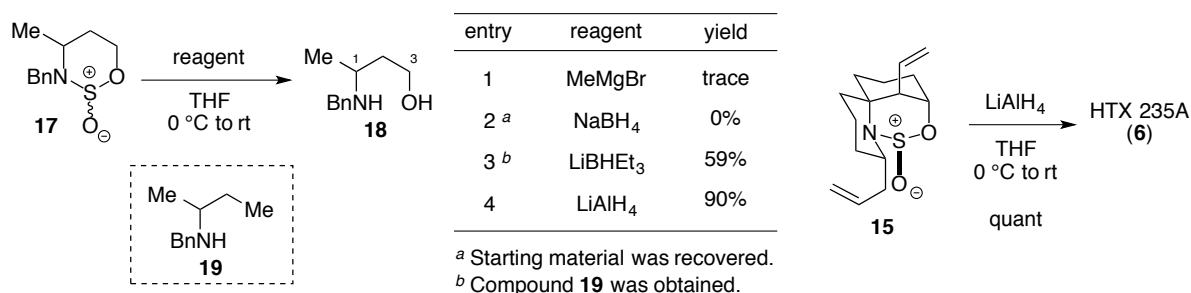 Me
BnN
S
O
O
⊕
⊖
17
reagent
THF
0 °C to rt
Me
1
3
BnNH
OH
18
Me
Me
BnNH
19
entry reagent yield
1 MeMgBr trace
2 a NaBH4 0%
3 b LiBHEt3 59%
4 LiAlH4 90%
a Starting material was recovered.
b Compound 19 was obtained.
N
S
O
O
⊕
⊖
15
LiAlH4
THF
0 °C to rt
quant
HTX 235A
(6)